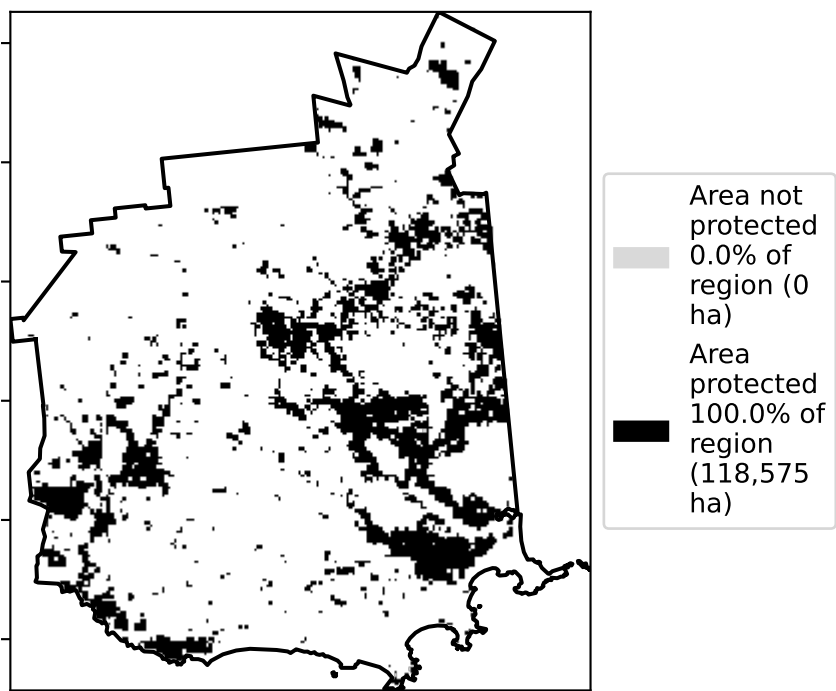 Area not
protected
0.0% of
region (0
ha)
Area
protected
100.0% of
region
(118,575
ha)